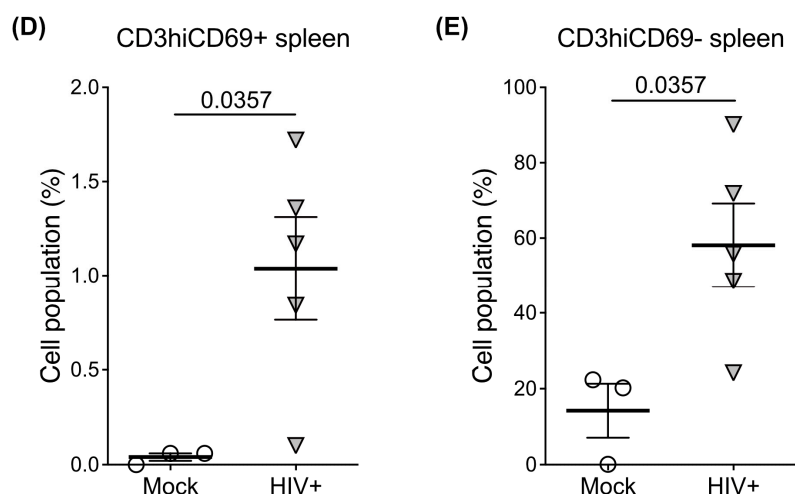 (D)
CD3hiCD69+ spleen
0.0357
Cell population (%)
2.0
1.5
1.0
0.5
0.0
Mock
HIV+
(E)
CD3hiCD69- spleen
0.0357
Cell population (%)
100
80
60
40
20
0
Mock
HIV+